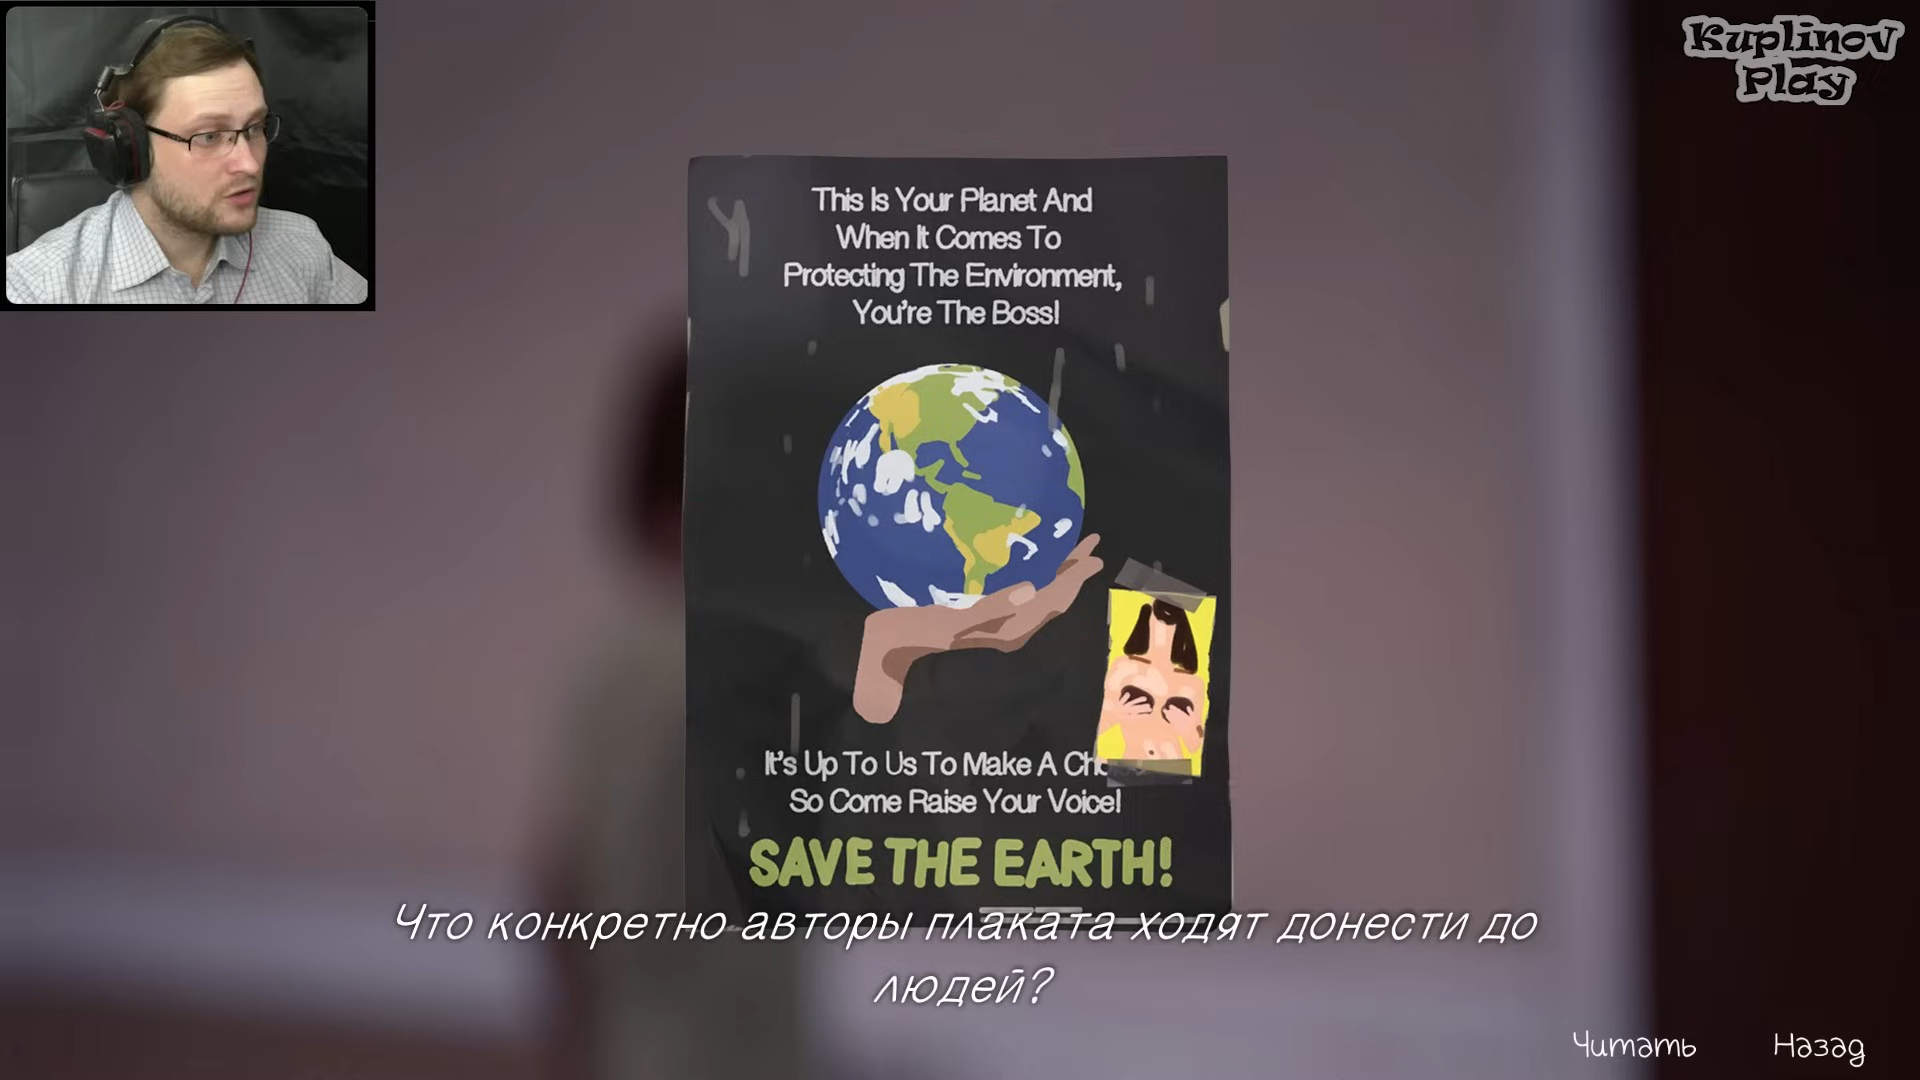 Kuplinov
Play
This Is Your Planet And
When It Comes To
Protecting The Environment,
You're The Boss!
It's Up To Us To Make A
So Come Raise Your Voice!
SAVE THE EARTH!
Что конкретно авторы плаката ходят донести до
людей?
Читать Назад